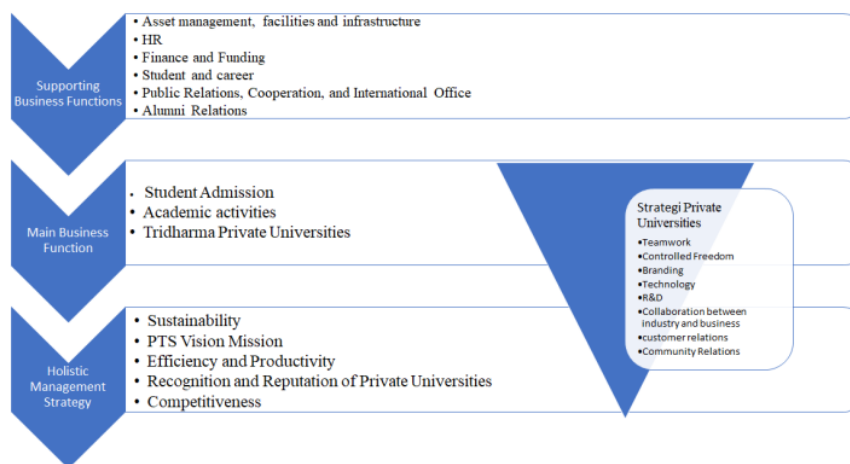 Supporting
Business Functions
• Asset management, facilities and infrastructure
• HR
• Finance and Funding
• Student and career
• Public Relations, Cooperation, and International Office
• Alumni Relations
Main Business
Function
• Student Admission
• Academic activities
• Tridharma Private Universities
Holistic
Management
Strategy
• Sustainability
• PTS Vision Mission
• Efficiency and Productivity
• Recognition and Reputation of Private Universities
• Competitiveness
Strategi Private
Universities
•Teamwork
•Controlled Freedom
•Branding
•Technology
•R&D
•Collaboration between
industry and business
•customer relations
•Community Relations